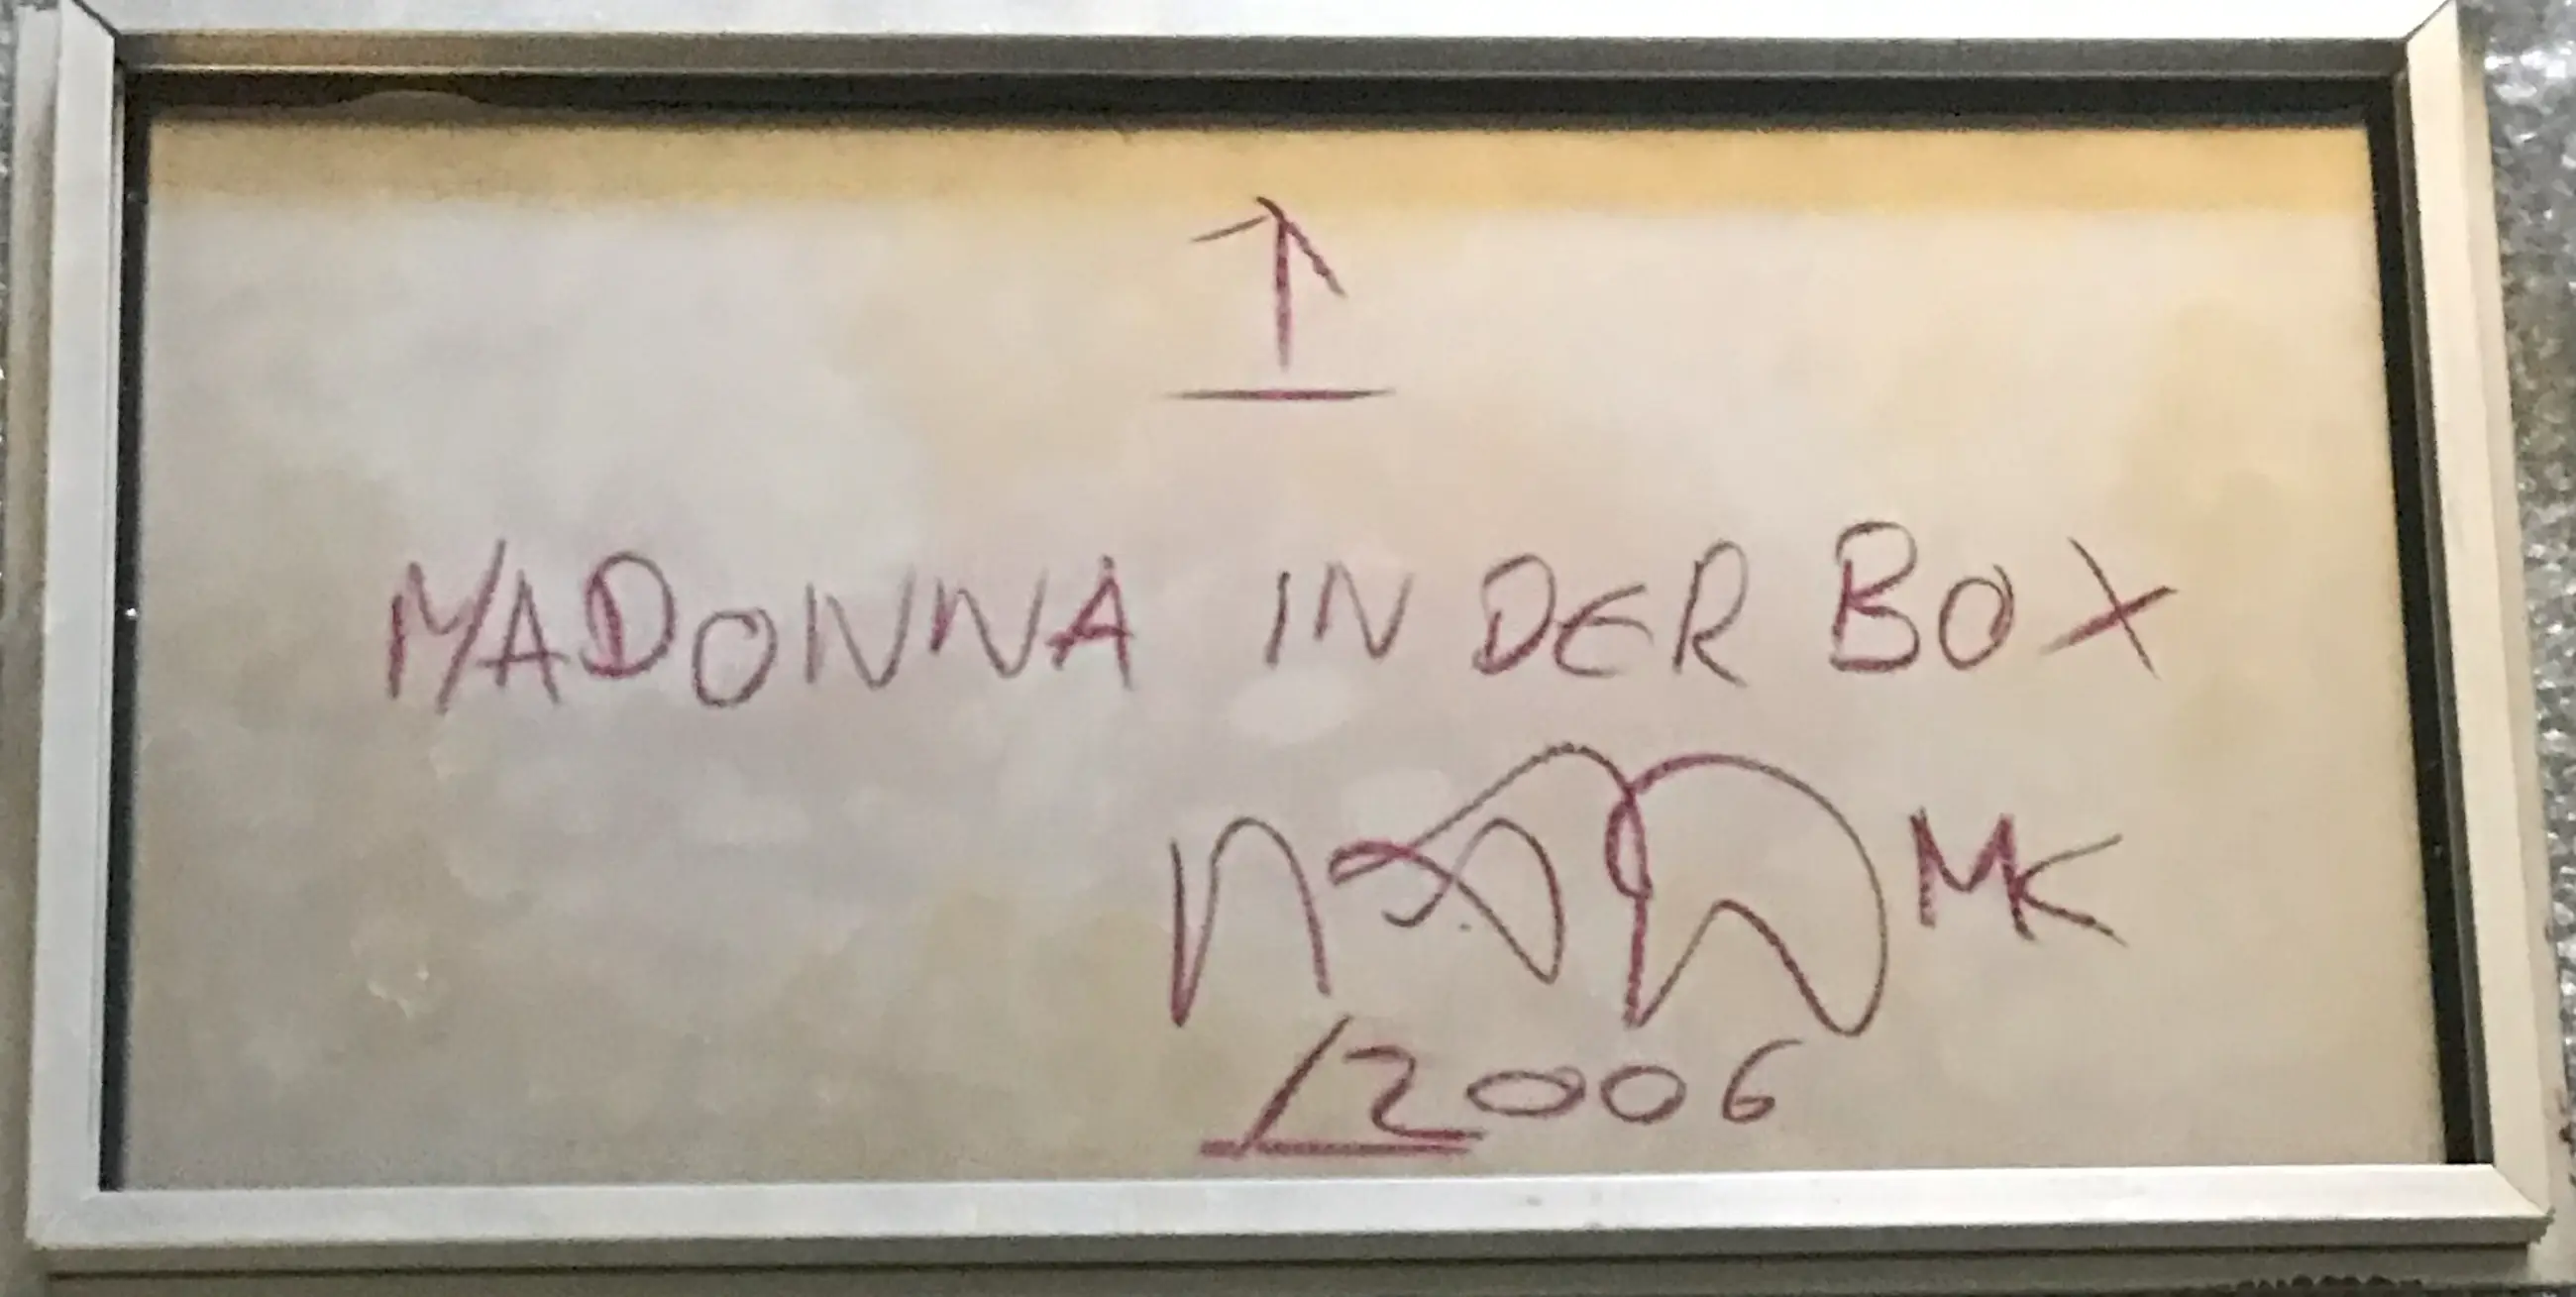 MADONNA IN DER BOX
MK
/2006